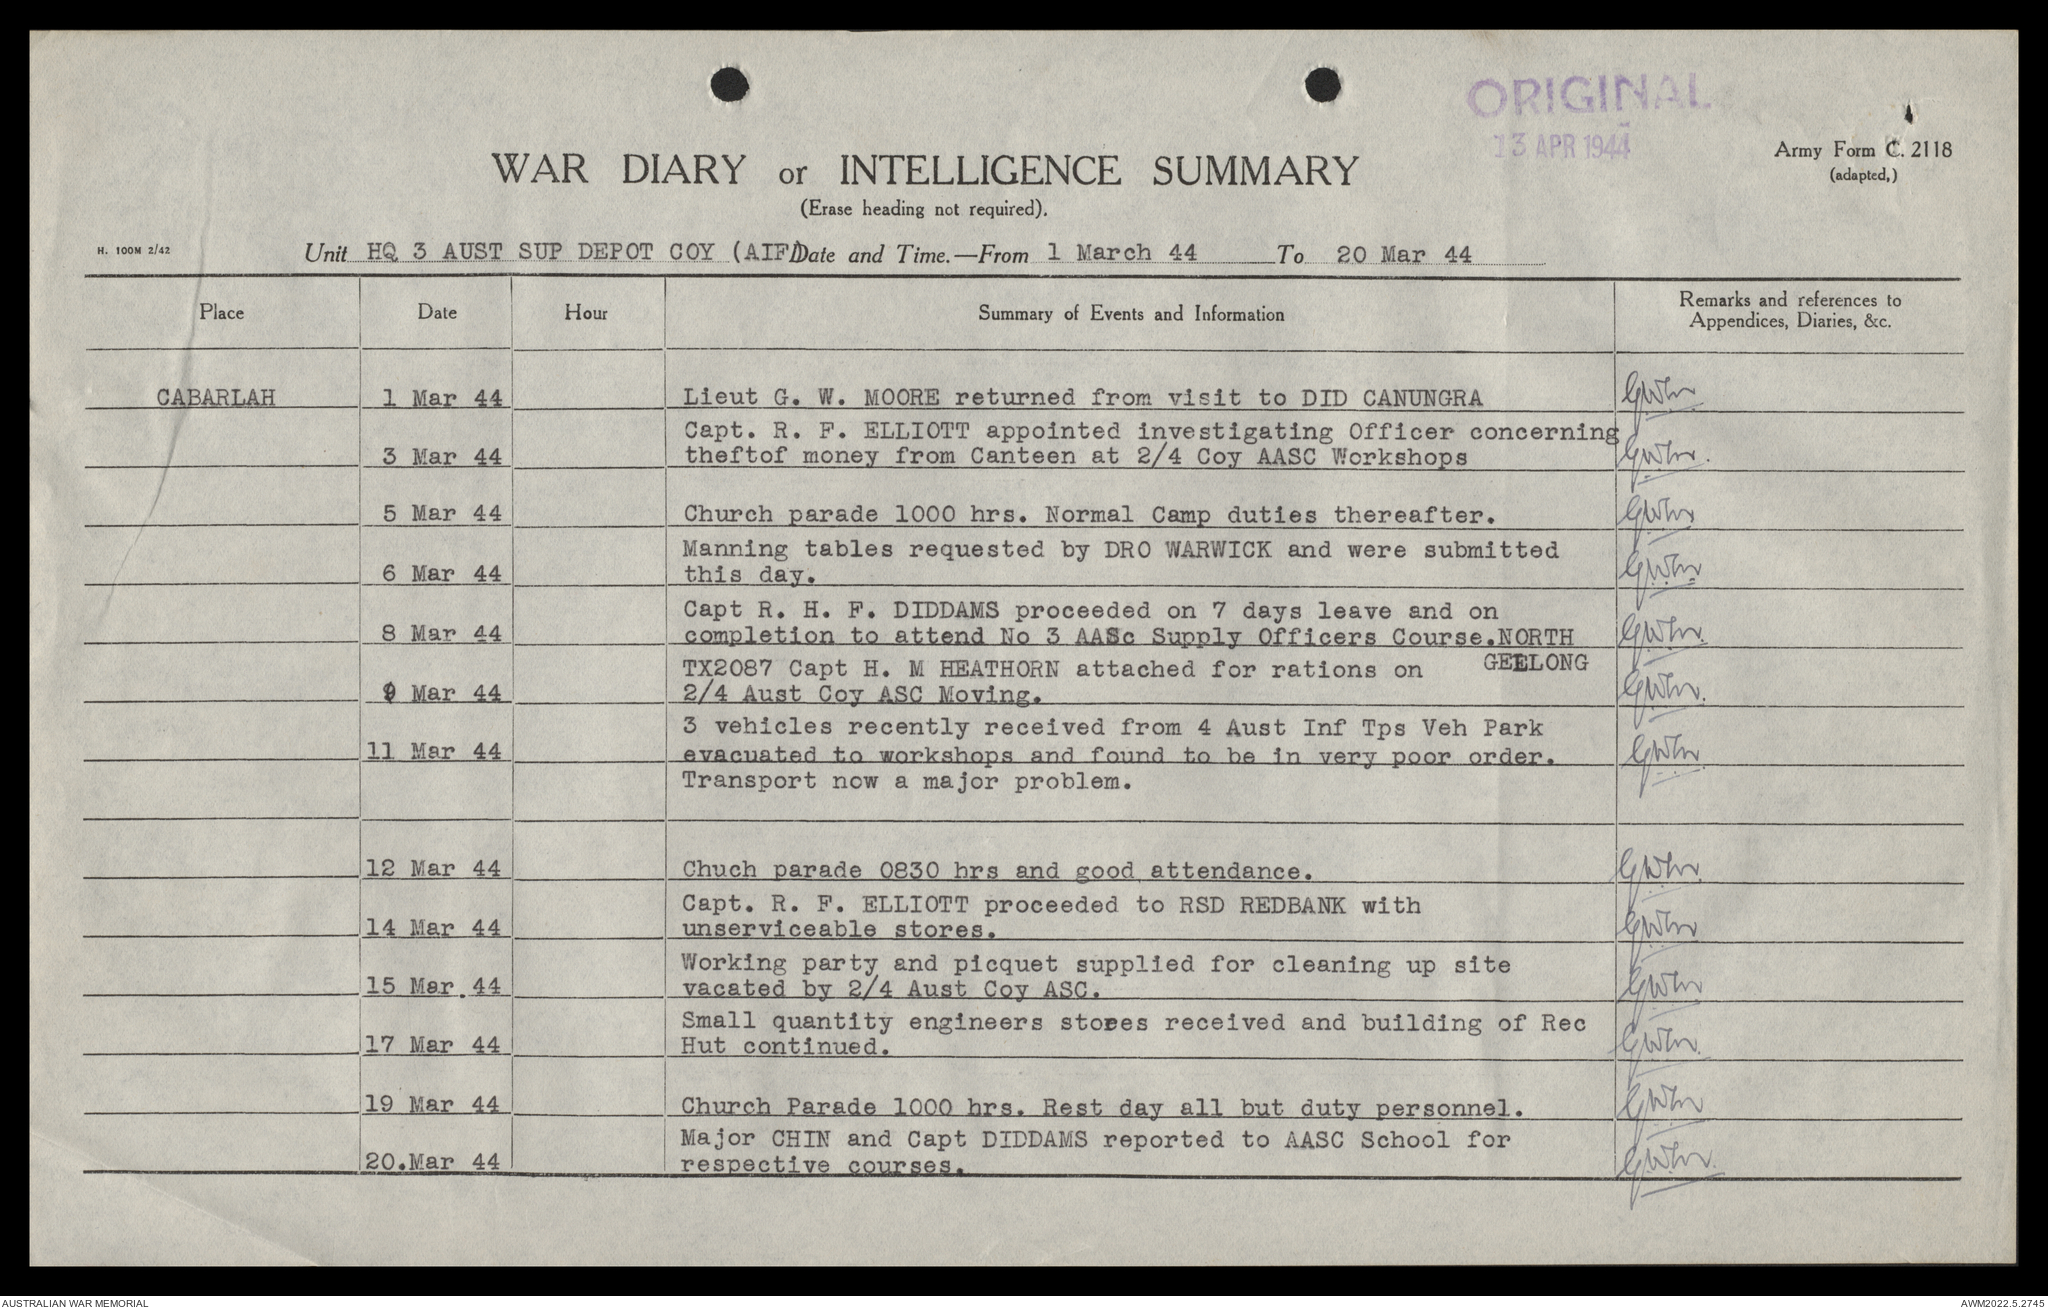 ORIGINAL
13 APR 1944
Army Form C. 2118
(adapted,)
WAR DIARY or INTELLIGENCE SUMMARY
(Erase heading not required).
H. 100M 2/42
Unit HQ 3 AUST SUP DEPOT COY (AIF) Date and Time.—From 1 March 44 To 20 Mar 44
Place Date Hour Summary of Events and Information Remarks and references to
Appendices, Diaries, &c.
CABARLAH 1 Mar 44 Lieut G. W. MOORE returned from visit to DID CANUNGRA
Capt. R. F. ELLIOTT appointed investigating Officer concerning
3 Mar 44 theftof money from Canteen at 2/4 Coy AASC Workshops
5 Mar 44 Church parade 1000 hrs. Normal Camp duties thereafter.
Manning tables requested by DRO WARWICK and were submitted
6 Mar 44 this day.
Capt R. H. F. DIDDAMS proceeded on 7 days leave and on
8 Mar 44 completion to attend No 3 AASc Supply Officers Course.NORTH
GEELONG
TX2087 Capt H. M HEATHORN attached for rations on
9 Mar 44 2/4 Aust Coy ASC Moving.
3 vehicles recently received from 4 Aust Inf Tps Veh Park
11 Mar 44 evacuated to workshops and found to be in very poor order.
Transport now a major problem.
12 Mar 44 Chuch parade 0830 hrs and good attendance.
Capt. R. F. ELLIOTT proceeded to RSD REDBANK with
14 Mar 44 unserviceable stores.
Working party and picquet supplied for cleaning up site
15 Mar. 44 vacated by 2/4 Aust Coy ASC.
Small quantity engineers stores received and building of Rec
17 Mar 44 Hut continued.
19 Mar 44 Church Parade 1000 hrs. Rest day all but duty personnel.
Major CHIN and Capt DIDDAMS reported to AASC School for
20.Mar 44 respective courses.
AUSTRALIAN WAR MEMORIAL
AWM2022.5.2745